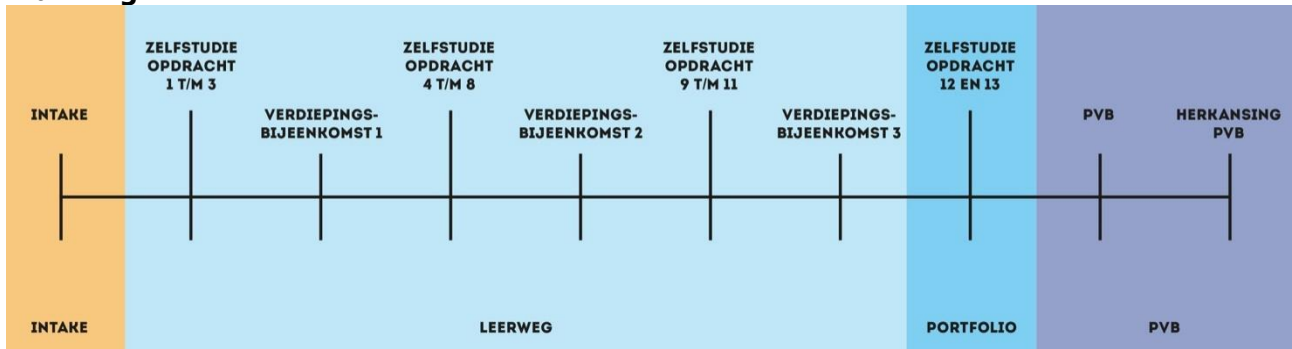 INTAKE
ZELFSTUDIE
OPDRACHT
1 T/M 3
VERDIEPINGS-
BIJEENKOMST 1
ZELFSTUDIE
OPDRACHT
4 T/M 8
VERDIEPINGS-
BIJEENKOMST 2
ZELFSTUDIE
OPDRACHT
9 T/M 11
VERDIEPINGS-
BIJEENKOMST 3
ZELFSTUDIE
OPDRACHT
12 EN 13
PVB
HERKANSING
PVB
INTAKE
LEERWEG
PORTFOLIO
PVB